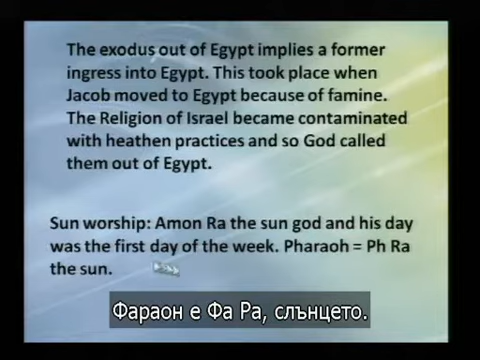 The exodus out of Egypt implies a former
ingress into Egypt. This took place when
Jacob moved to Egypt because of famine.
The Religion of Israel became contaminated
with heathen practices and so God called
them out of Egypt.
Sun worship: Amon Ra the sun god and his day
was the first day of the week. Pharaoh = Ph Ra
the sun.
Фараон е Фа Ра, слънцето.